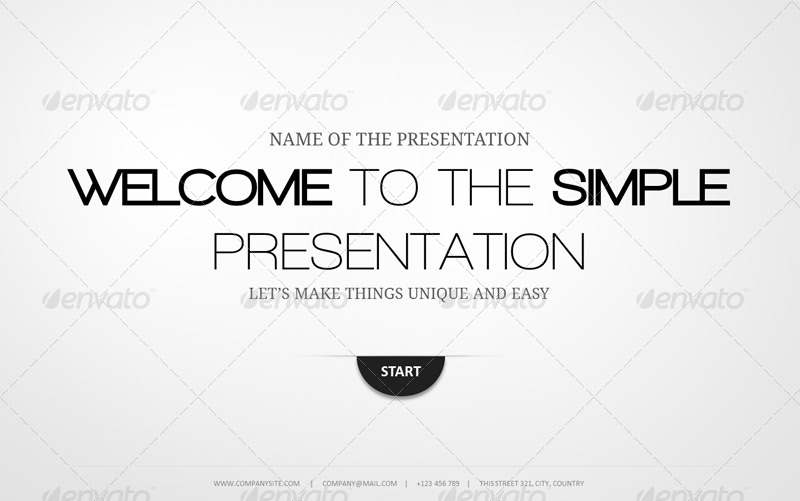 envato envato envato envato
NAME OF THE PRESENTATION
WELCOME TO THE SIMPLE
PRESENTATION
LET'S MAKE THINGS UNIQUE AND EASY
envato envato envato envato
START
WWW.COMPANYSITE.COM | COMPANY@MAIL.COM | +123 456 789 | THIS STREET 321, CITY, COUNTRY
envato envato envato envato